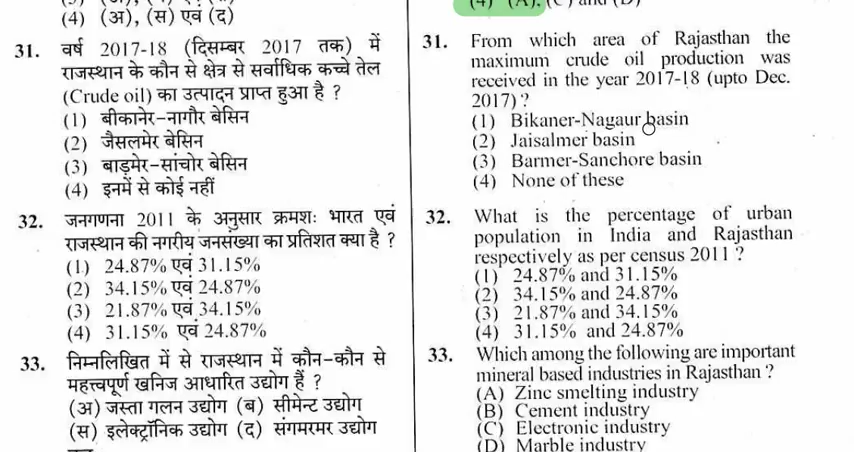 (4) (अ), (स) एवं (द)
31. वर्ष 2017-18 (दिसम्बर 2017 तक) में
राजस्थान के कौन से क्षेत्र से सर्वाधिक कच्चे तेल
(Crude oil) का उत्पादन प्राप्त हुआ है ?
(1) बीकानेर-नागौर बेसिन
(2) जैसलमेर बेसिन
(3) बाड़मेर-सांचोर बेसिन
(4) इनमें से कोई नहीं
32. जनगणना 2011 के अनुसार क्रमशः भारत एवं
राजस्थान की नगरीय जनसंख्या का प्रतिशत क्या है ?
(1) 24.87% एवं 31.15%
(2) 34.15% एवं 24.87%
(3) 21.87% एवं 34.15%
(4) 31.15% एवं 24.87%
33. निम्नलिखित में से राजस्थान में कौन-कौन से
महत्त्वपूर्ण खनिज आधारित उद्योग हैं ?
(अ) जस्ता गलन उद्योग (ब) सीमेन्ट उद्योग
(स) इलेक्ट्रॉनिक उद्योग (द) संगमरमर उद्योग
(4) (A), (C) and (D)
31. From which area of Rajasthan the
maximum crude oil production was
received in the year 2017-18 (upto Dec.
2017) ?
(1) Bikaner-Nagaur basin
(2) Jaisalmer basin
(3) Barmer-Sanchore basin
(4) None of these
32. What is the percentage of urban
population in India and Rajasthan
respectively as per census 2011 ?
(1) 24.87% and 31.15%
(2) 34.15% and 24.87%
(3) 21.87% and 34.15%
(4) 31.15% and 24.87%
33. Which among the following are important
mineral based industries in Rajasthan ?
(A) Zinc smelting industry
(B) Cement industry
(C) Electronic industry
(D) Marble industry